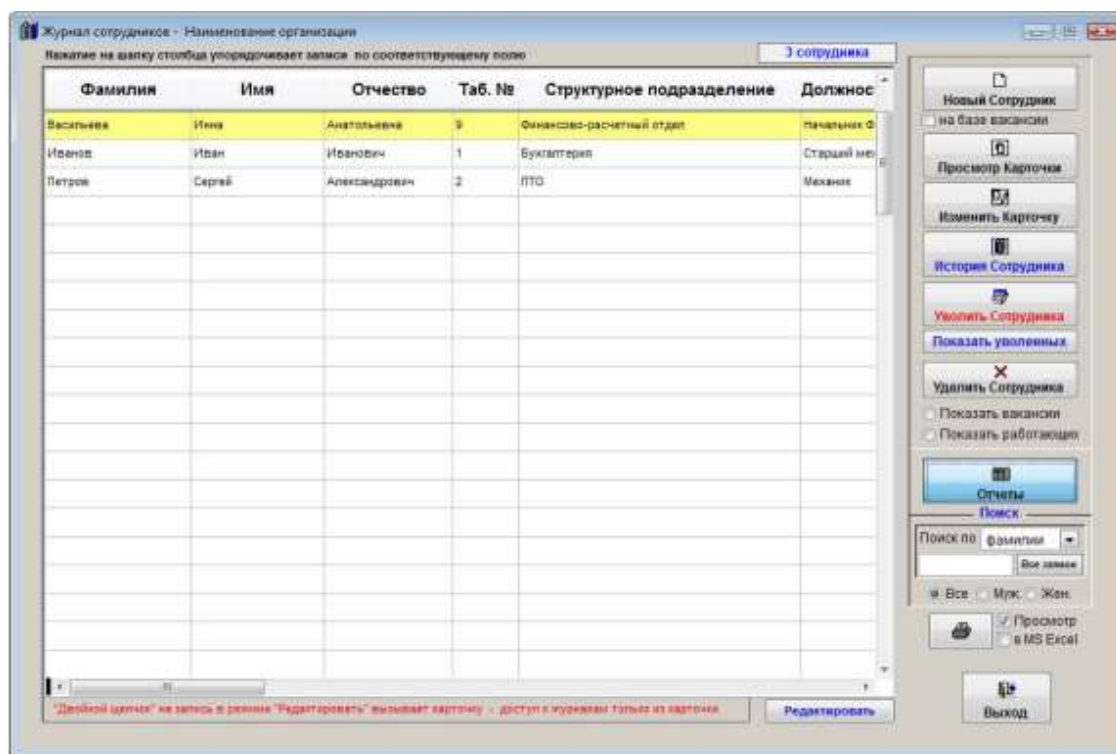 Журнал сотрудников - Наименование организации
Нажатие на шапку столбца упорядочивает записи по соответствующему полю
3 сотрудника
Фамилия Имя Отчество Таб. № Структурное подразделение Должнос
Васильева Инна Анатольевна 9 Финансово-расчетный отдел Начальник Ф
Иванов Иван Иванович 1 Бухгалтерия Старший мех
Петров Сергей Александрович 2 ПТО Механик
Новый Сотрудник
на базе вакансии
Просмотр Карточки
Изменить Карточку
История Сотрудника
Уволить Сотрудника
Показать уволенных
Удалить Сотрудника
Показать вакансии
Показать работающих
Отчеты
Поиск
Поиск по фамилии
Все записи
Все Муж. Жен.
Просмотр
в MS Excel
"Двойной щелчок" на запись в режиме "Редактировать" вызывает карточку - доступ к журналам только из карточки
Редактировать
Выход